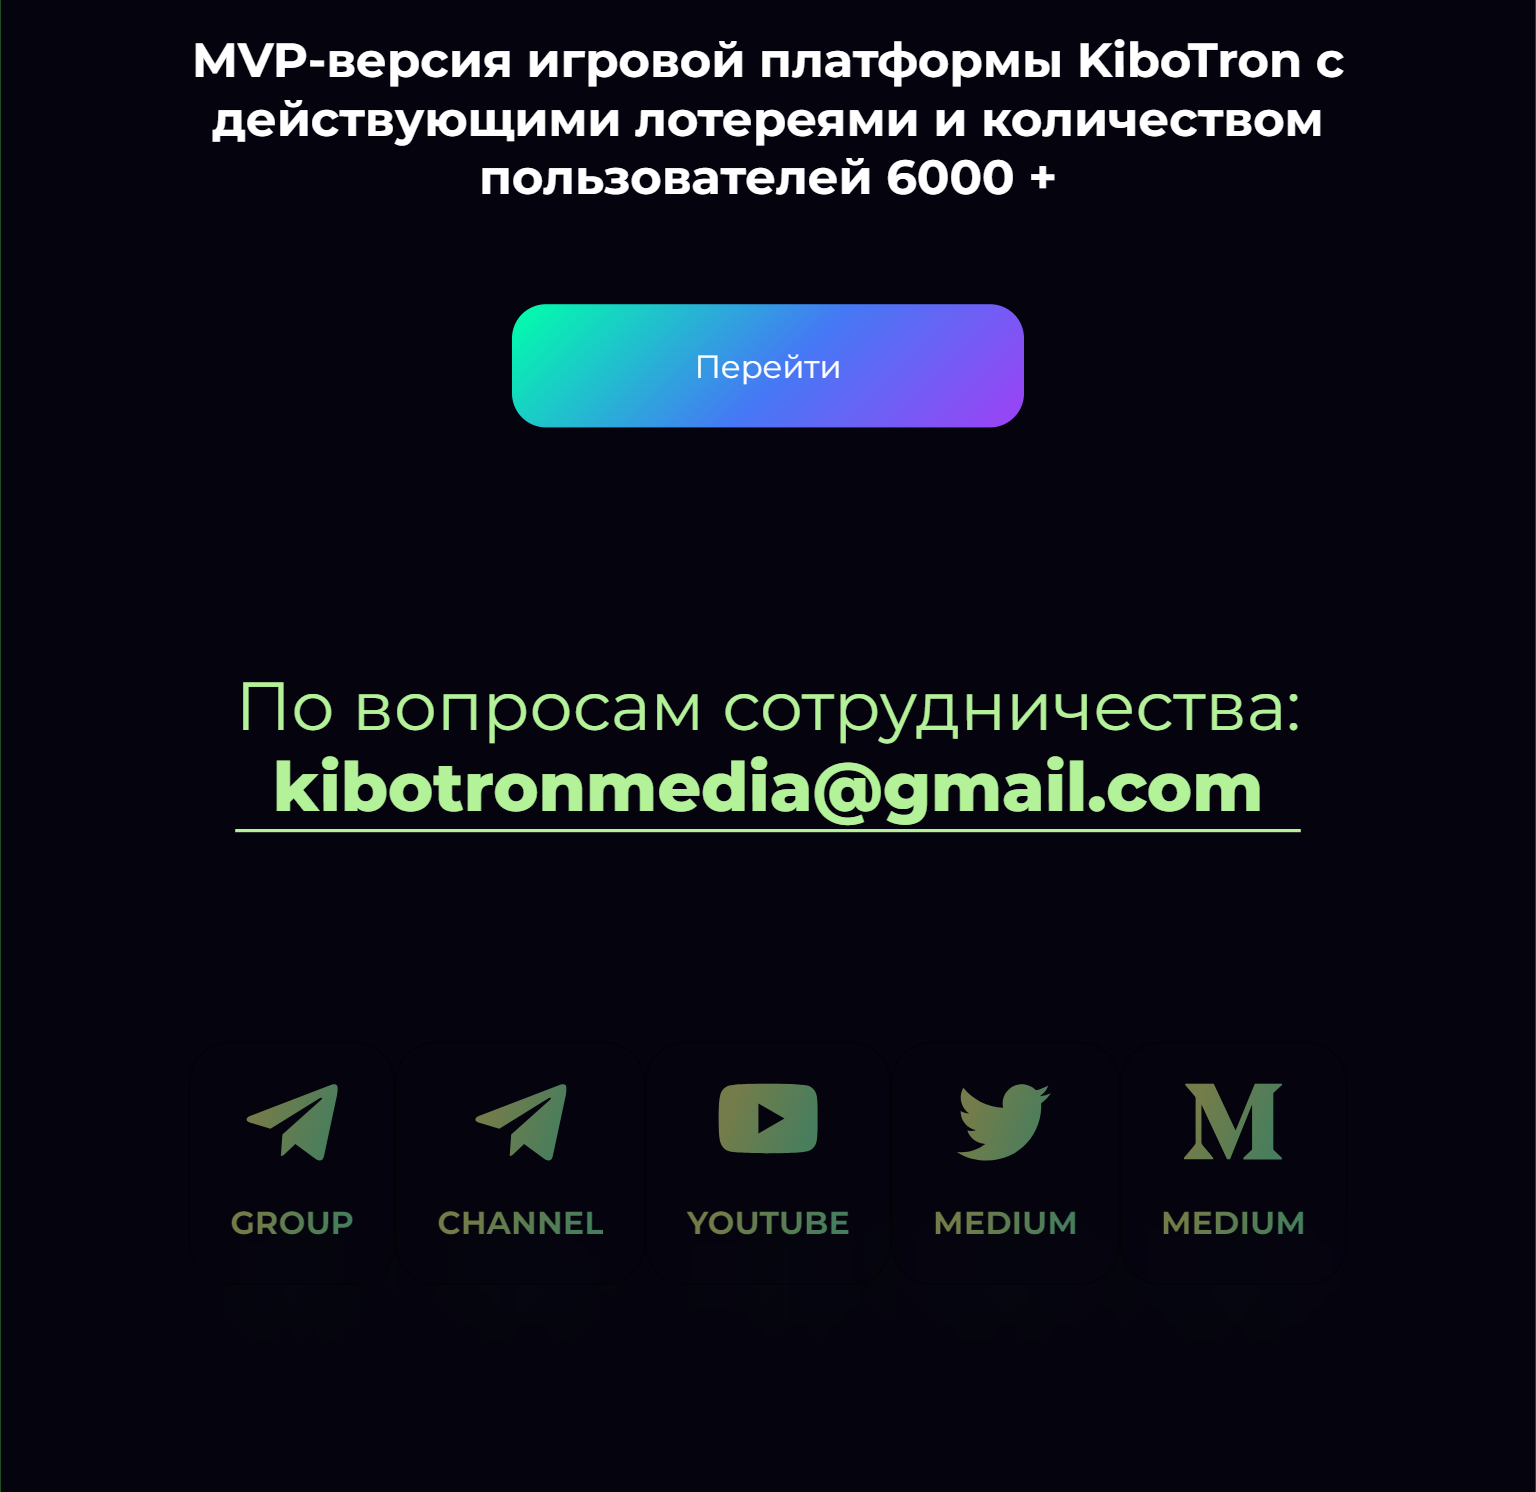 MVP-версия игровой платформы KiboTron с
действующими лотереями и количеством
пользователей 6000 +
Перейти
По вопросам сотрудничества:
kibotronmedia@gmail.com
GROUP
CHANNEL
YOUTUBE
MEDIUM
MEDIUM